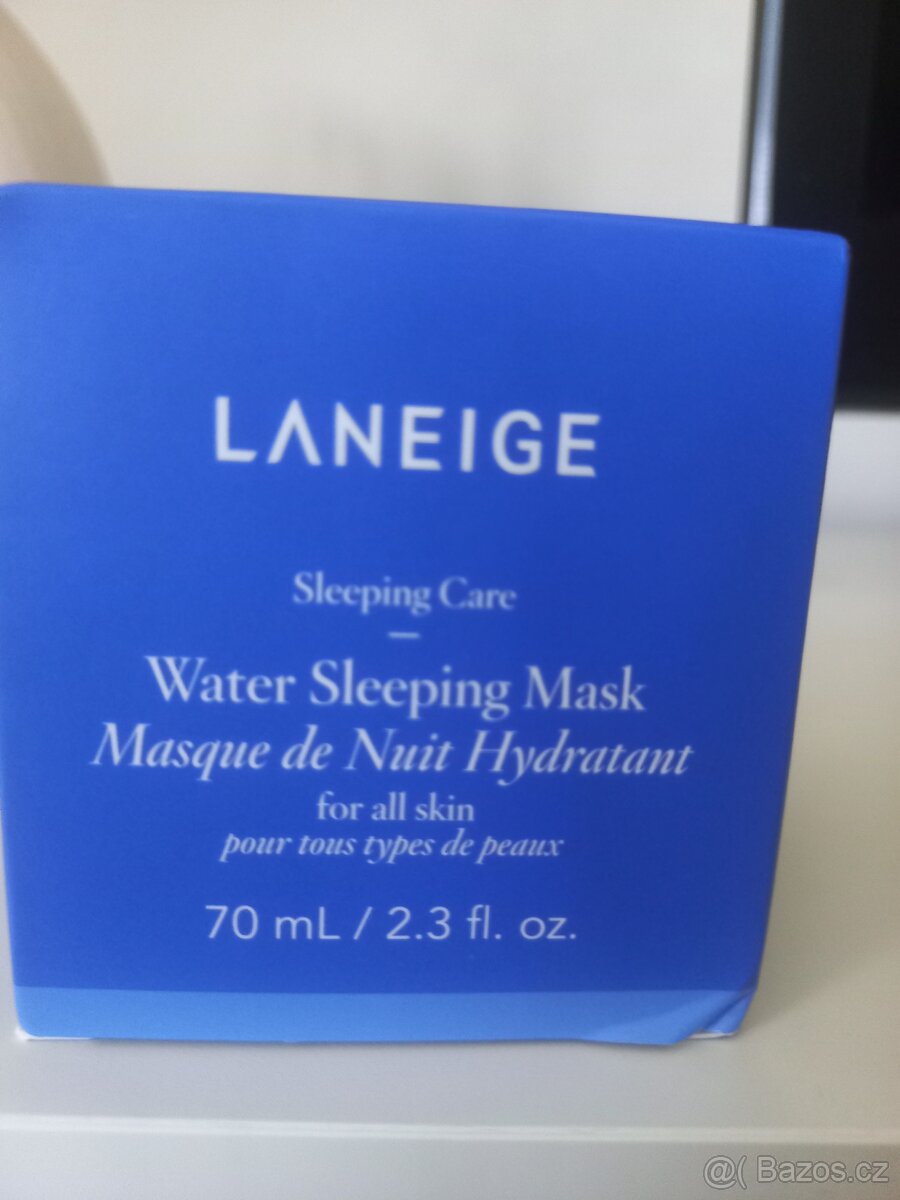 LANEIGE
Sleeping Care
Water Sleeping Mask
Masque de Nuit Hydratant
for all skin
pour tous types de peaux
70 mL / 2.3 fl. oz.
@( Bazos.cz